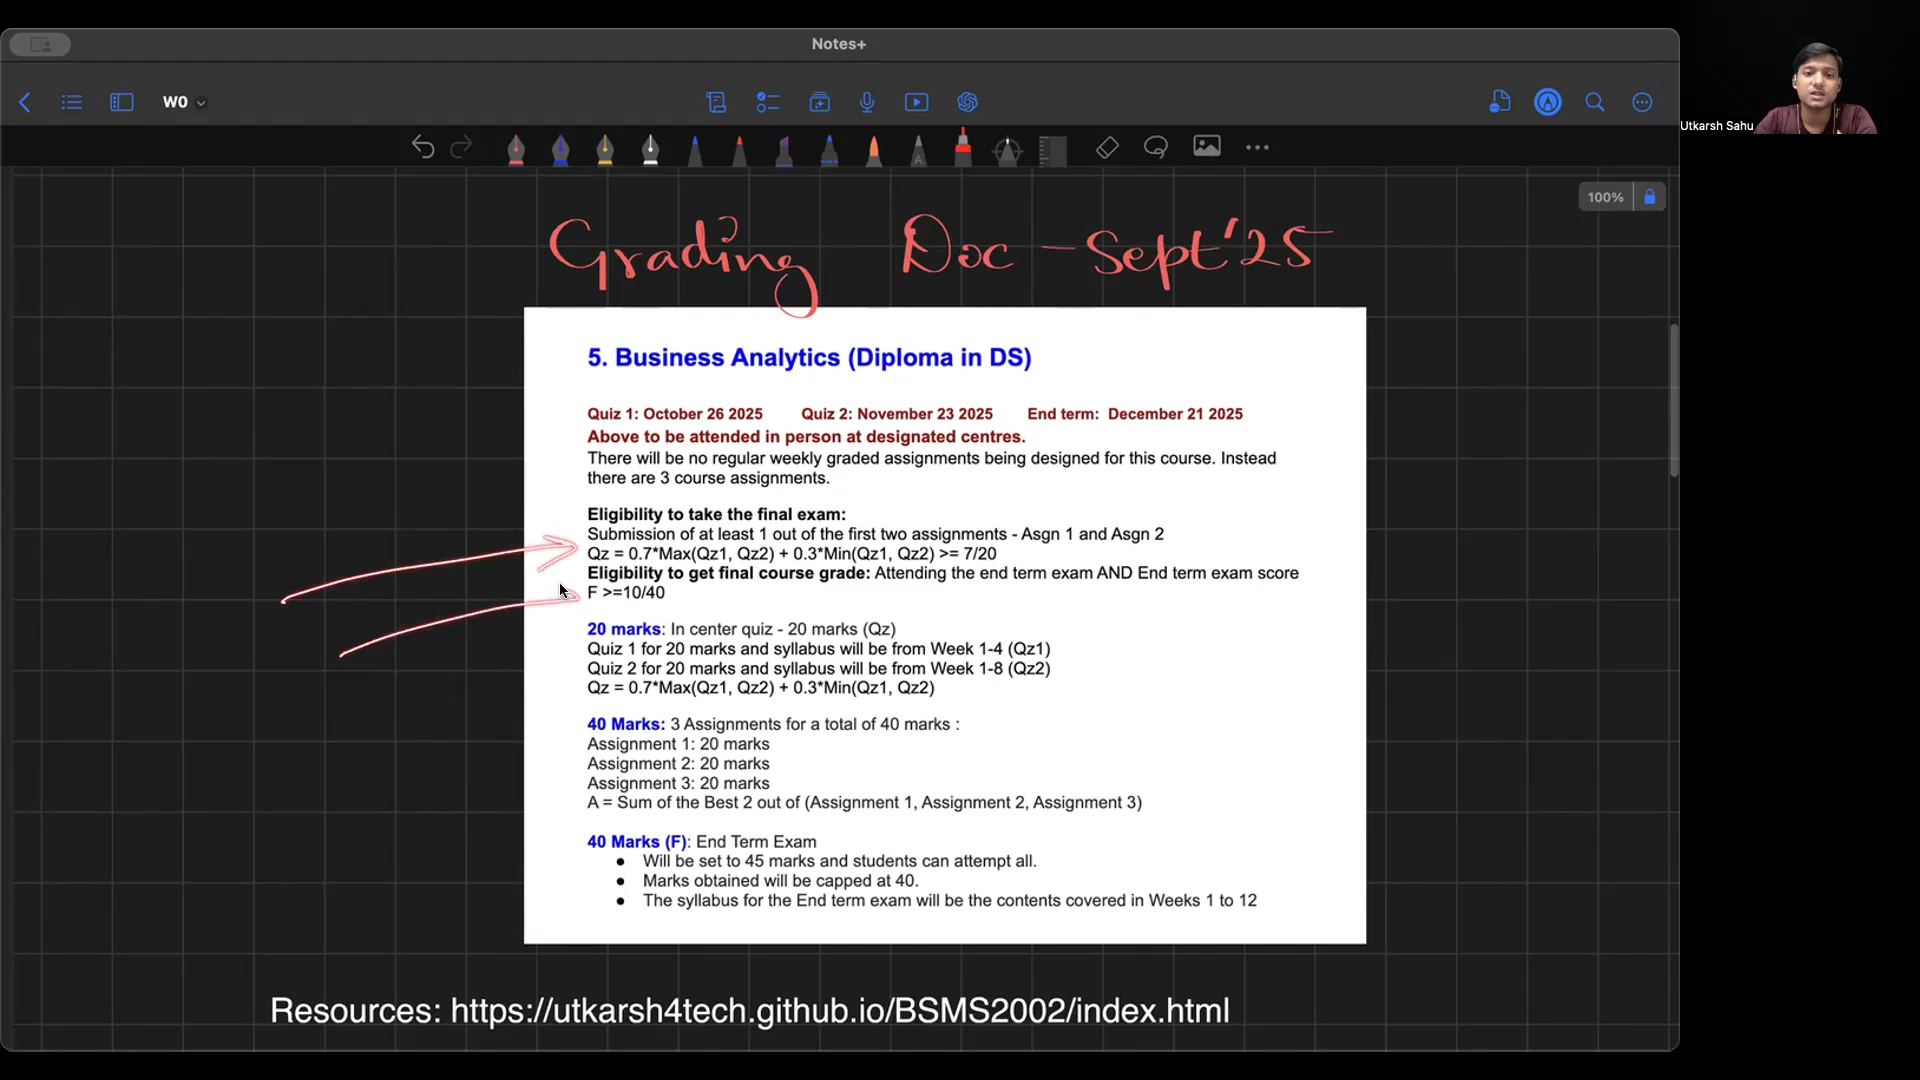 Notes+
W0
Utkarsh Sahu
100%
Grading Doc - Sept'25
5. Business Analytics (Diploma in DS)
Quiz 1: October 26 2025 Quiz 2: November 23 2025 End term: December 21 2025
Above to be attended in person at designated centres.
There will be no regular weekly graded assignments being designed for this course. Instead
there are 3 course assignments.
Eligibility to take the final exam:
Submission of at least 1 out of the first two assignments - Asgn 1 and Asgn 2
Qz = 0.7*Max(Qz1, Qz2) + 0.3*Min(Qz1, Qz2) >= 7/20
Eligibility to get final course grade: Attending the end term exam AND End term exam score
F >=10/40
20 marks: In center quiz - 20 marks (Qz)
Quiz 1 for 20 marks and syllabus will be from Week 1-4 (Qz1)
Quiz 2 for 20 marks and syllabus will be from Week 1-8 (Qz2)
Qz = 0.7*Max(Qz1, Qz2) + 0.3*Min(Qz1, Qz2)
40 Marks: 3 Assignments for a total of 40 marks :
Assignment 1: 20 marks
Assignment 2: 20 marks
Assignment 3: 20 marks
A = Sum of the Best 2 out of (Assignment 1, Assignment 2, Assignment 3)
40 Marks (F): End Term Exam
● Will be set to 45 marks and students can attempt all.
● Marks obtained will be capped at 40.
● The syllabus for the End term exam will be the contents covered in Weeks 1 to 12
Resources: https://utkarsh4tech.github.io/BSMS2002/index.html